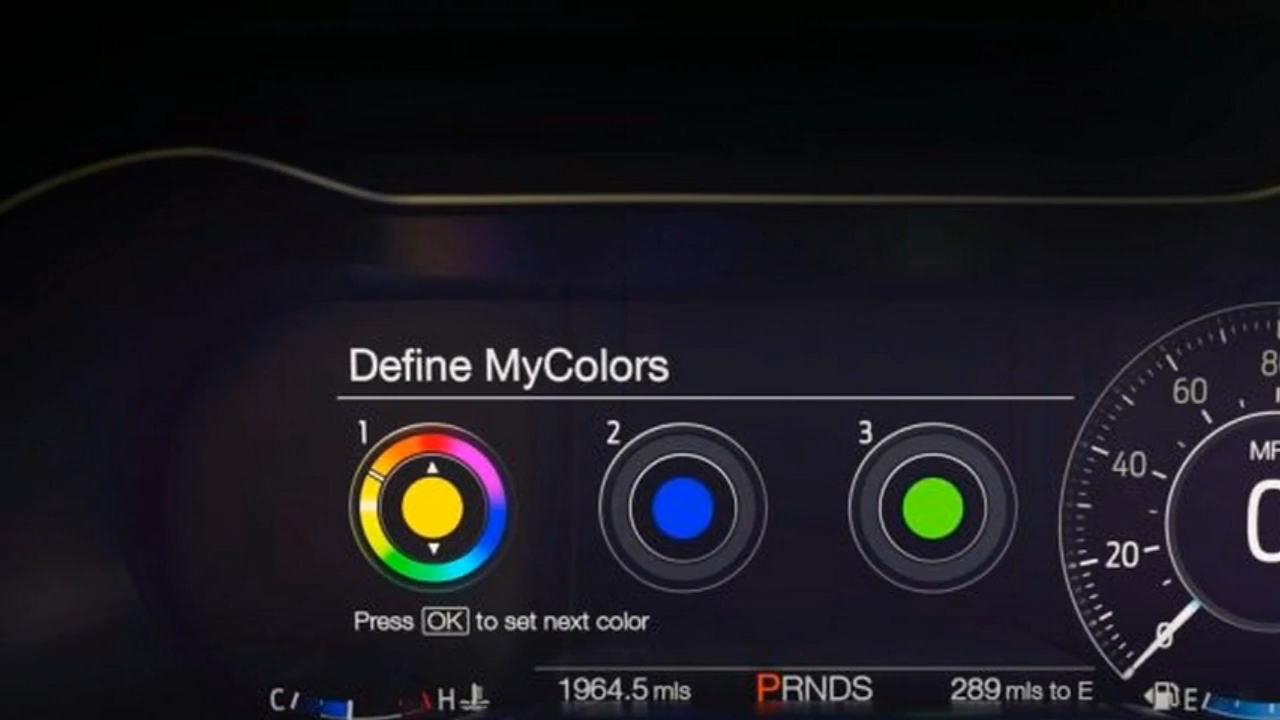 Define MyColors
1
2
3
Press OK to set next color
60
40
20
0
C
H
1964.5 mls
PRNDS
289 mls to E
E